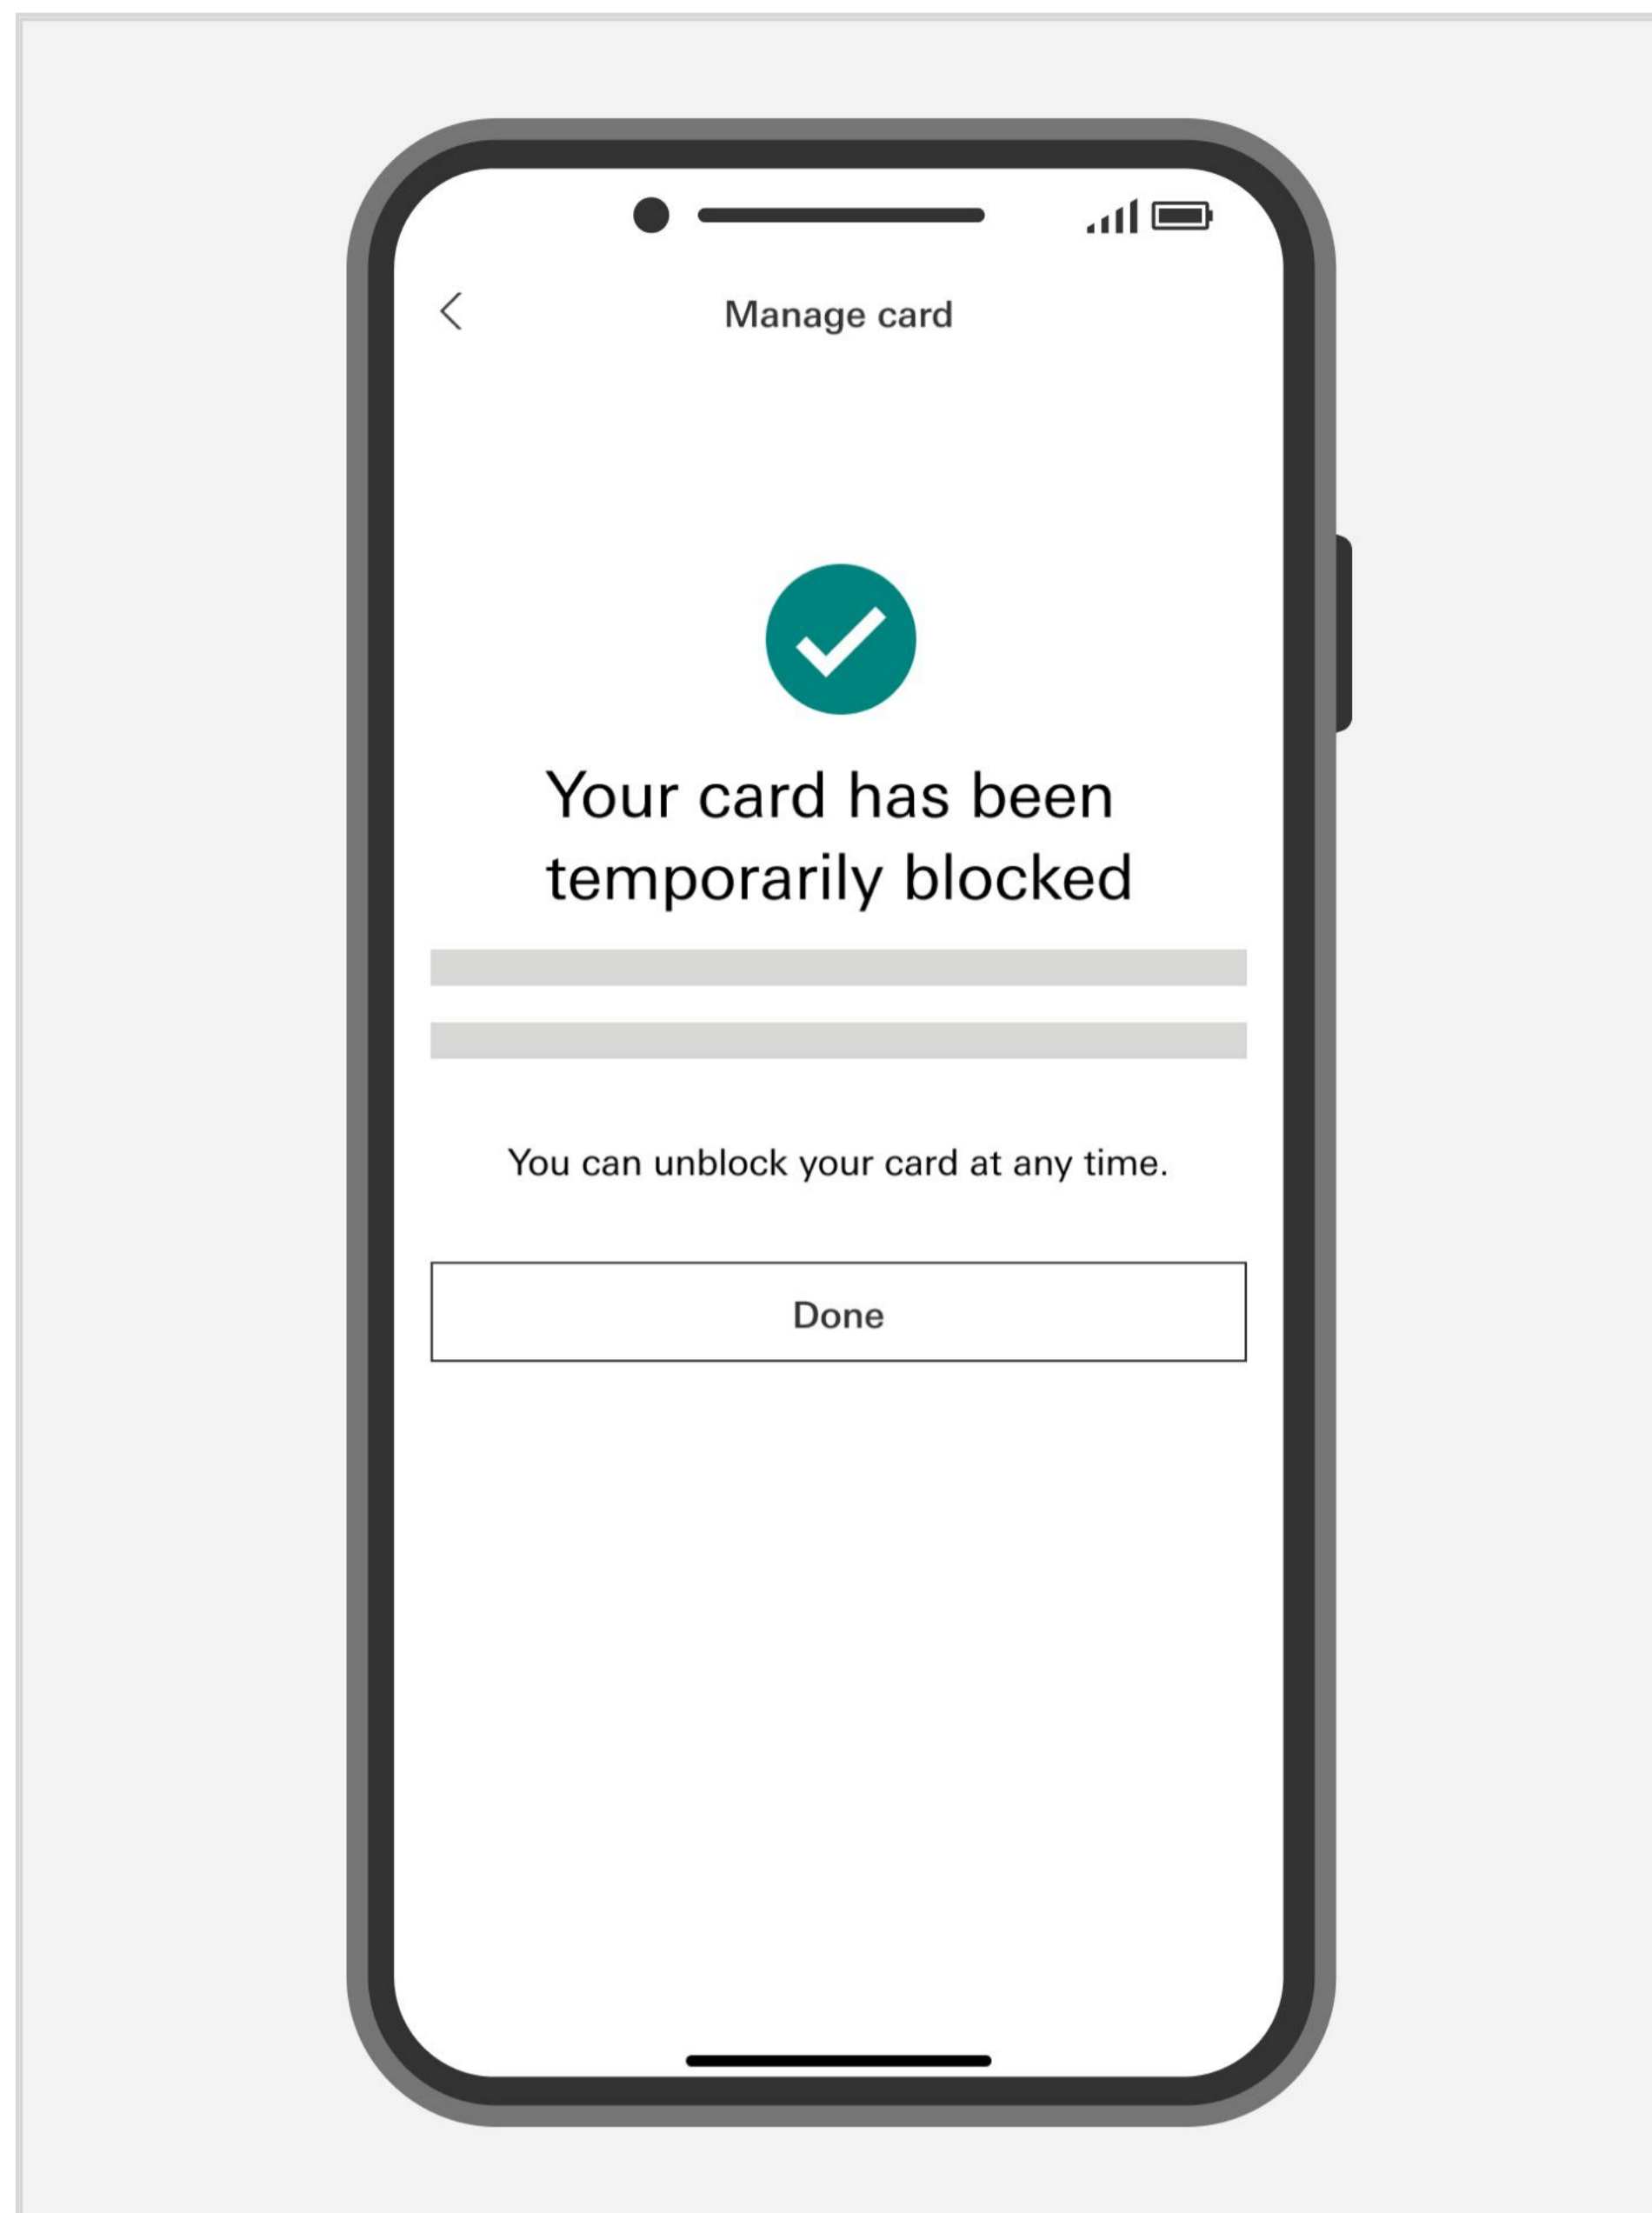 Manage card
Your card has been
temporarily blocked
You can unblock your card at any time.
Done